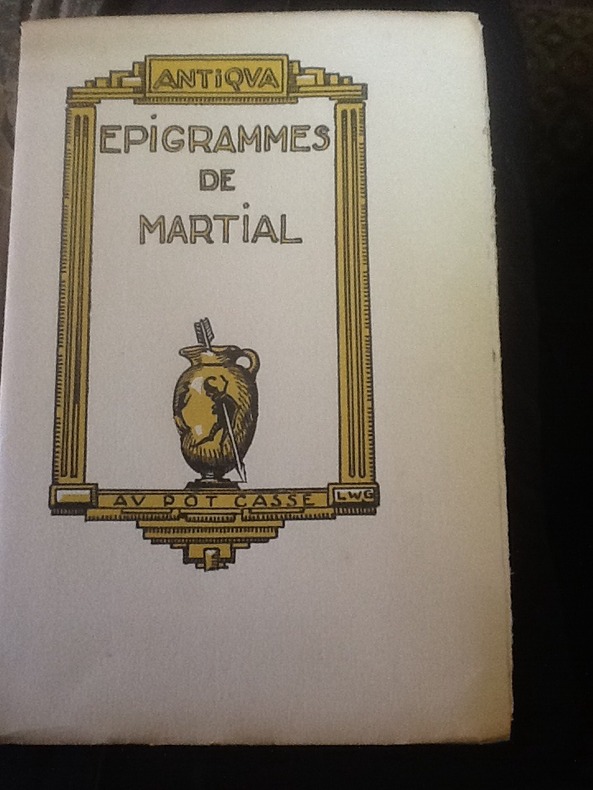 ANTiQVA
EPiGRAMMES
DE
MARTiAL
AV POT CASSE
LWG